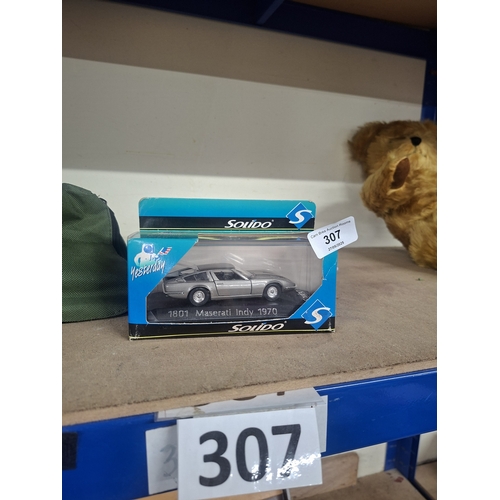 SOLIDO
S
307
Yesterday
1801 Maserati Indy 1970
SOLIDO
S
307